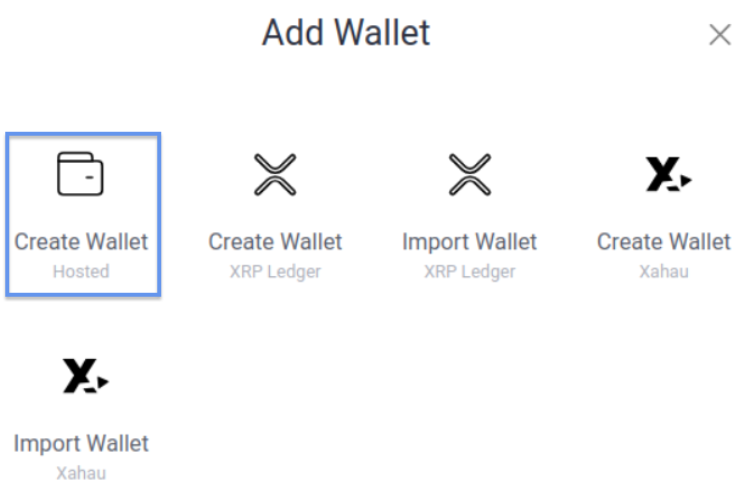 Add Wallet
Create Wallet
Hosted
Create Wallet
XRP Ledger
Import Wallet
XRP Ledger
Create Wallet
Xahau
Import Wallet
Xahau